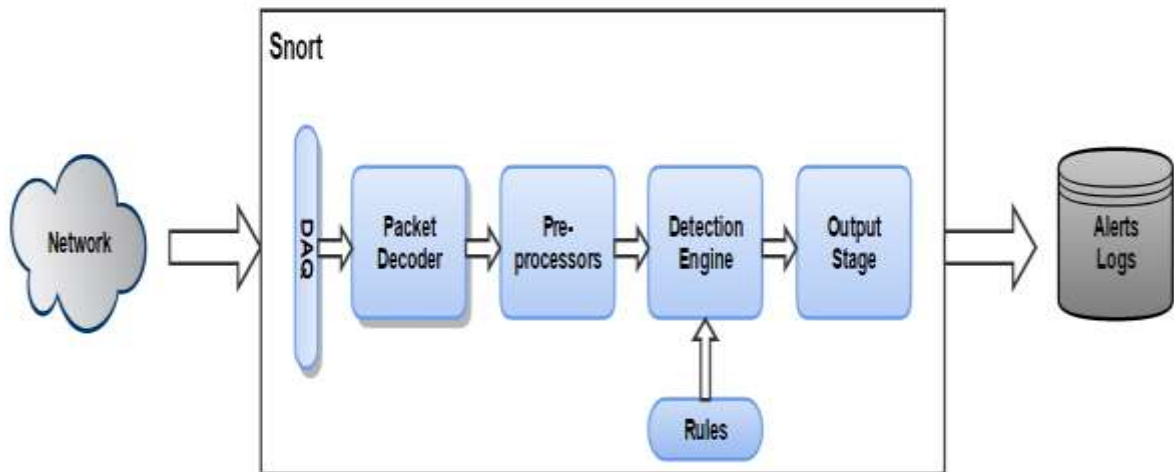 Snort
Network
DAQ
Packet
Decoder
Pre-
processors
Detection
Engine
Output
Stage
Alerts
Logs
Rules